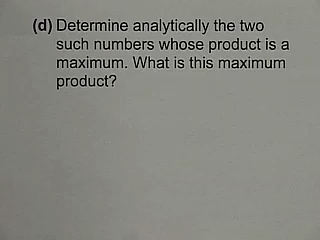 (d) Determine analytically the two
such numbers whose product is a
maximum. What is this maximum
product?